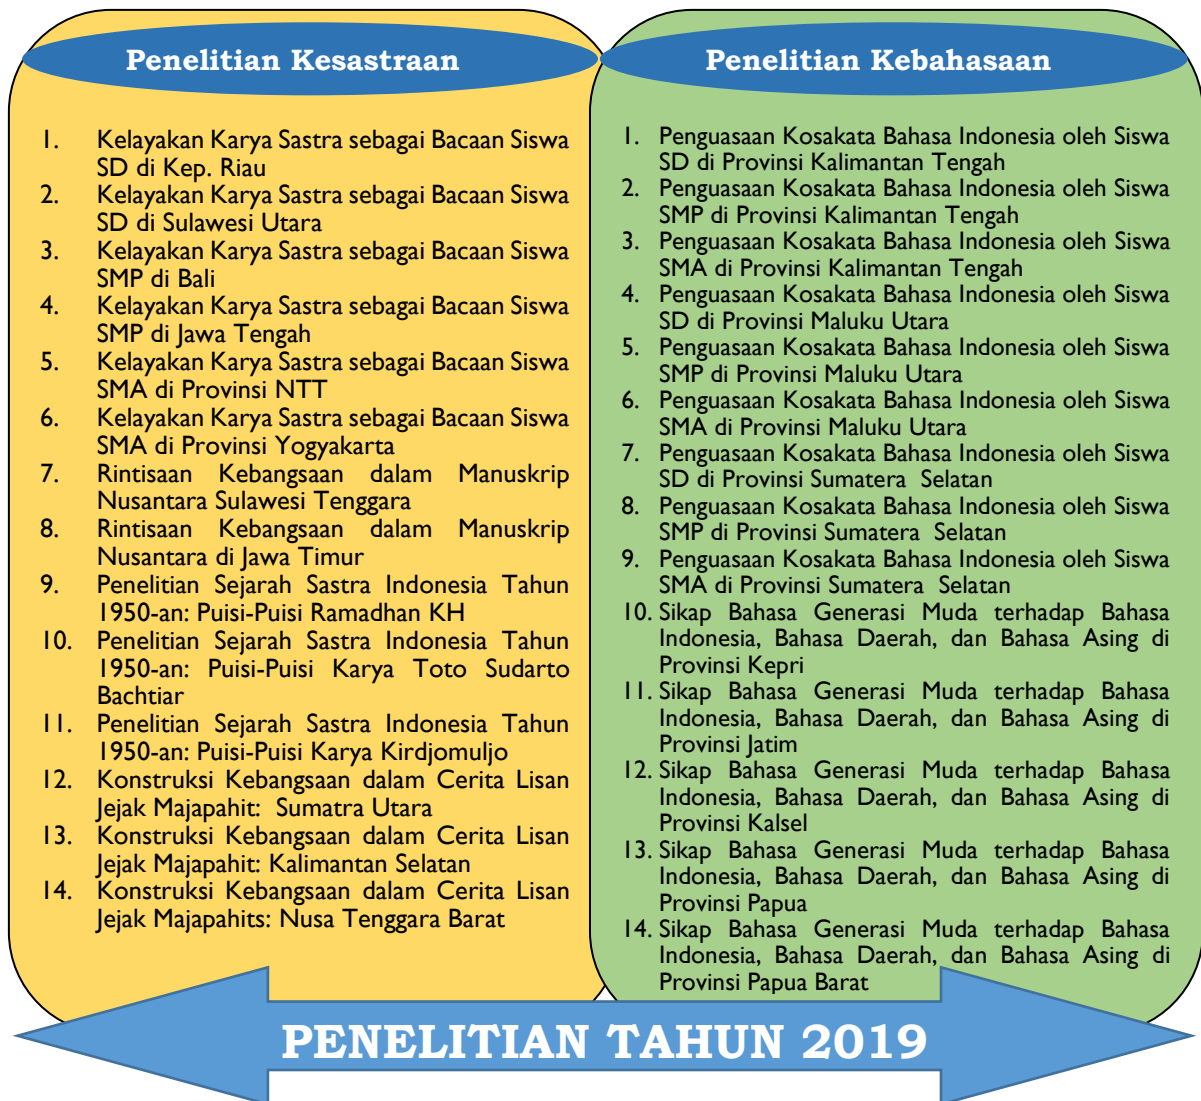 Penelitian Kesastraan
1. Kelayakan Karya Sastra sebagai Bacaan Siswa
SD di Kep. Riau
2. Kelayakan Karya Sastra sebagai Bacaan Siswa
SD di Sulawesi Utara
3. Kelayakan Karya Sastra sebagai Bacaan Siswa
SMP di Bali
4. Kelayakan Karya Sastra sebagai Bacaan Siswa
SMP di Jawa Tengah
5. Kelayakan Karya Sastra sebagai Bacaan Siswa
SMA di Provinsi NTT
6. Kelayakan Karya Sastra sebagai Bacaan Siswa
SMA di Provinsi Yogyakarta
7. Rintisaan Kebangsaan dalam Manuskrip
Nusantara Sulawesi Tenggara
8. Rintisaan Kebangsaan dalam Manuskrip
Nusantara di Jawa Timur
9. Penelitian Sejarah Sastra Indonesia Tahun
1950-an: Puisi-Puisi Ramadhan KH
10. Penelitian Sejarah Sastra Indonesia Tahun
1950-an: Puisi-Puisi Karya Toto Sudarto
Bachtiar
11. Penelitian Sejarah Sastra Indonesia Tahun
1950-an: Puisi-Puisi Karya Kirdjomuljo
12. Konstruksi Kebangsaan dalam Cerita Lisan
Jejak Majapahit: Sumatra Utara
13. Konstruksi Kebangsaan dalam Cerita Lisan
Jejak Majapahit: Kalimantan Selatan
14. Konstruksi Kebangsaan dalam Cerita Lisan
Jejak Majapahits: Nusa Tenggara Barat
Penelitian Kebahasaan
1. Penguasaan Kosakata Bahasa Indonesia oleh Siswa
SD di Provinsi Kalimantan Tengah
2. Penguasaan Kosakata Bahasa Indonesia oleh Siswa
SMP di Provinsi Kalimantan Tengah
3. Penguasaan Kosakata Bahasa Indonesia oleh Siswa
SMA di Provinsi Kalimantan Tengah
4. Penguasaan Kosakata Bahasa Indonesia oleh Siswa
SD di Provinsi Maluku Utara
5. Penguasaan Kosakata Bahasa Indonesia oleh Siswa
SMP di Provinsi Maluku Utara
6. Penguasaan Kosakata Bahasa Indonesia oleh Siswa
SMA di Provinsi Maluku Utara
7. Penguasaan Kosakata Bahasa Indonesia oleh Siswa
SD di Provinsi Sumatera Selatan
8. Penguasaan Kosakata Bahasa Indonesia oleh Siswa
SMP di Provinsi Sumatera Selatan
9. Penguasaan Kosakata Bahasa Indonesia oleh Siswa
SMA di Provinsi Sumatera Selatan
10. Sikap Bahasa Generasi Muda terhadap Bahasa
Indonesia, Bahasa Daerah, dan Bahasa Asing di
Provinsi Kepri
11. Sikap Bahasa Generasi Muda terhadap Bahasa
Indonesia, Bahasa Daerah, dan Bahasa Asing di
Provinsi Jatim
12. Sikap Bahasa Generasi Muda terhadap Bahasa
Indonesia, Bahasa Daerah, dan Bahasa Asing di
Provinsi Kalsel
13. Sikap Bahasa Generasi Muda terhadap Bahasa
Indonesia, Bahasa Daerah, dan Bahasa Asing di
Provinsi Papua
14. Sikap Bahasa Generasi Muda terhadap Bahasa
Indonesia, Bahasa Daerah, dan Bahasa Asing di
Provinsi Papua Barat
PENELITIAN TAHUN 2019